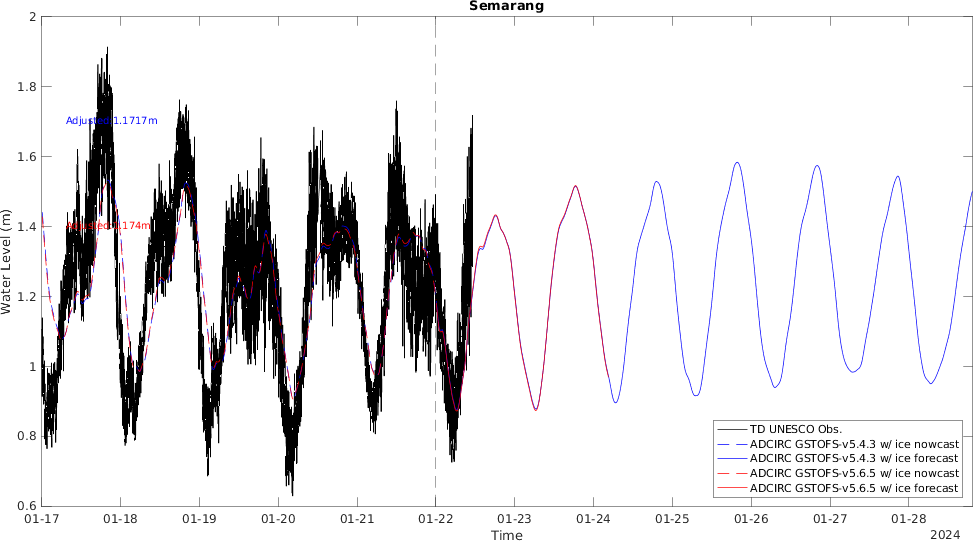 Semarang
2
1.8
1.6
1.4
1.2
1
0.8
0.6
Water Level (m)
Adjusted 1.1717m
Adjusted 1.174m
01-17 01-18 01-19 01-20 01-21 01-22 01-23 01-24 01-25 01-26 01-27 01-28
Time
2024
TD UNESCO Obs.
ADCIRC GSTOFS-v5.4.3 w/ ice nowcast
ADCIRC GSTOFS-v5.4.3 w/ ice forecast
ADCIRC GSTOFS-v5.6.5 w/ ice nowcast
ADCIRC GSTOFS-v5.6.5 w/ ice forecast